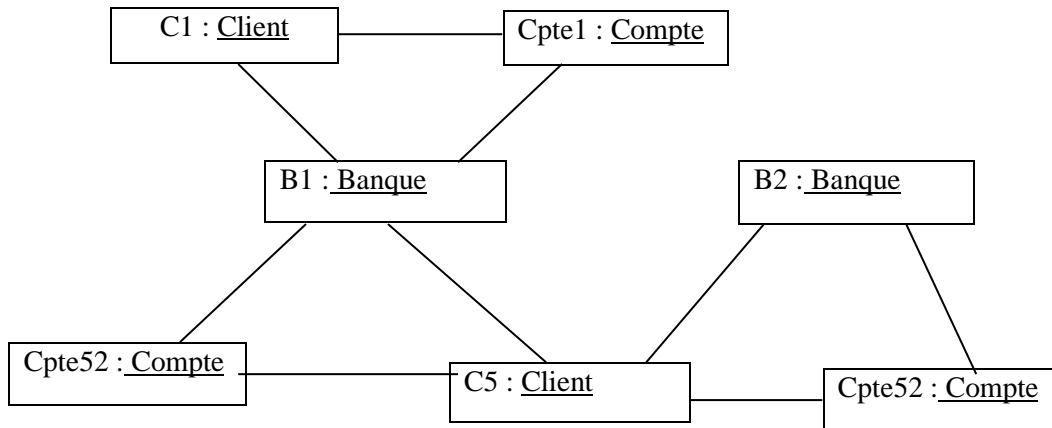 C1 : Client
Cpte1 : Compte
B1 : Banque
B2 : Banque
Cpte52 : Compte
C5 : Client
Cpte52 : Compte